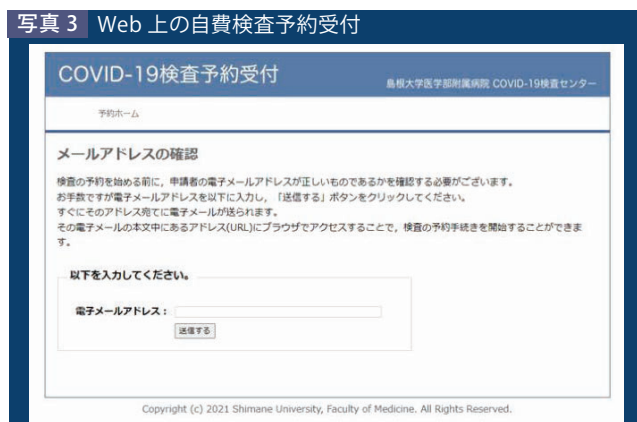 写真 3 Web 上の自費検査予約受付
COVID-19検査予約受付
島根大学医学部附属病院 COVID-19検査センター
予約ホーム
メールアドレスの確認
検査の予約を始める前に，申請者の電子メールアドレスが正しいものであるかを確認する必要がございます。
お手数ですが電子メールアドレスを以下に入力し，「送信する」ボタンをクリックしてください。
すぐにそのアドレス宛てに電子メールが送られます。
その電子メールの本文中にあるアドレス(URL)にブラウザでアクセスすることで，検査の予約手続きを開始することができま
す。
以下を入力してください。
電子メールアドレス：
送信する
Copyright (c) 2021 Shimane University, Faculty of Medicine. All Rights Reserved.